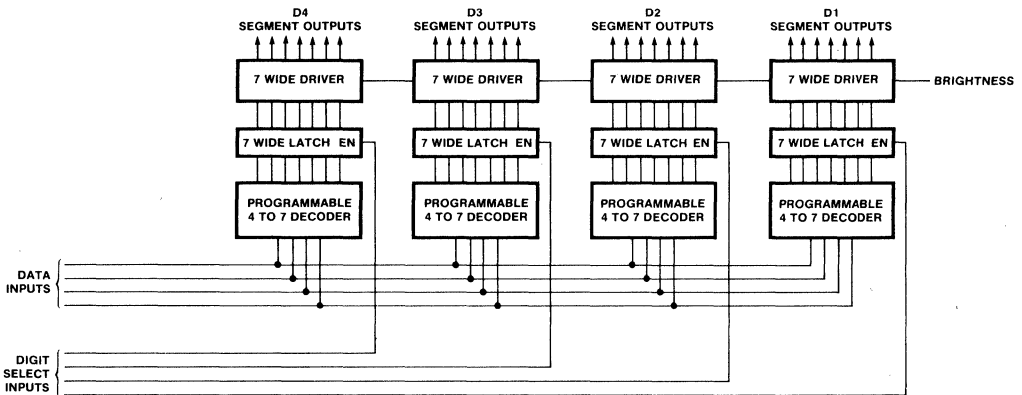 D4
SEGMENT OUTPUTS
D3
SEGMENT OUTPUTS
D2
SEGMENT OUTPUTS
D1
SEGMENT OUTPUTS
7 WIDE DRIVER
7 WIDE DRIVER
7 WIDE DRIVER
7 WIDE DRIVER
BRIGHTNESS
7 WIDE LATCH EN
7 WIDE LATCH EN
7 WIDE LATCH EN
7 WIDE LATCH EN
PROGRAMMABLE
4 TO 7 DECODER
PROGRAMMABLE
4 TO 7 DECODER
PROGRAMMABLE
4 TO 7 DECODER
PROGRAMMABLE
4 TO 7 DECODER
DATA
INPUTS
DIGIT
SELECT
INPUTS